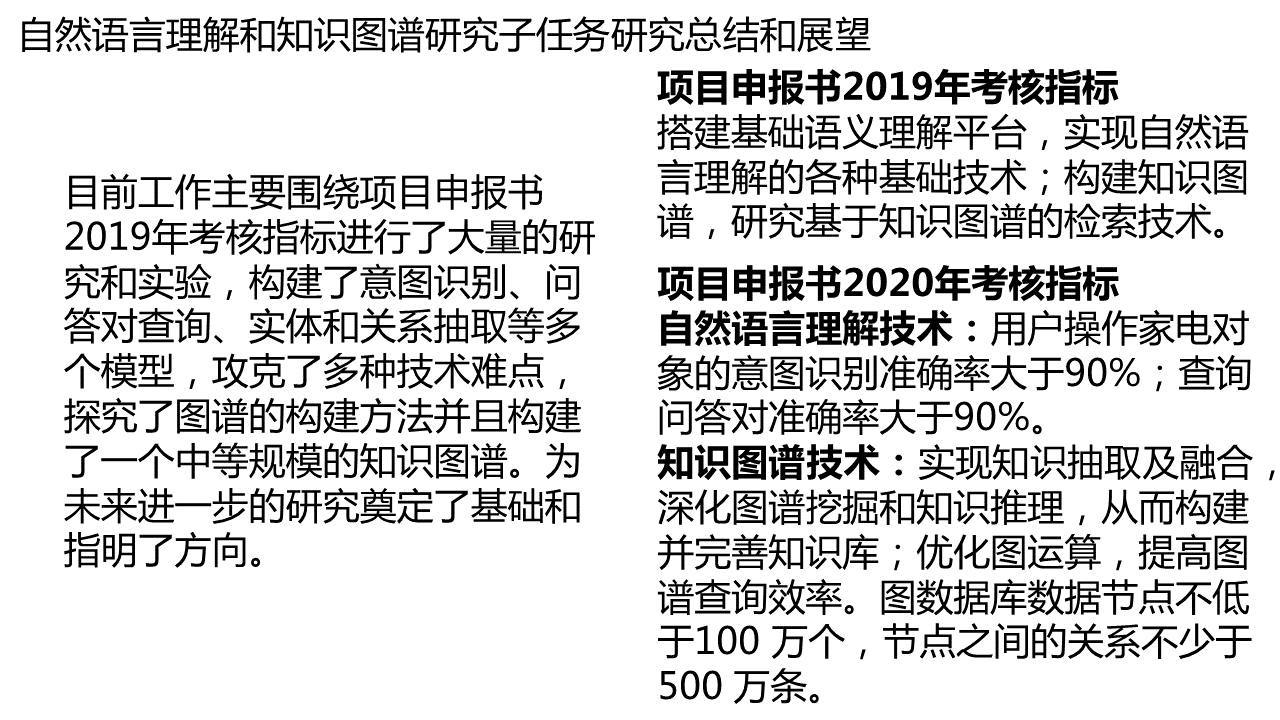 自然语言理解和知识图谱研究子任务研究总结和展望
目前工作主要围绕项目申报书
2019年考核指标进行了大量的研
究和实验，构建了意图识别、问
答对查询、实体和关系抽取等多
个模型，攻克了多种技术难点，
探究了图谱的构建方法并且构建
了一个中等规模的知识图谱。为
未来进一步的研究奠定了基础和
指明了方向。
项目申报书2019年考核指标
搭建基础语义理解平台，实现自然语
言理解的各种基础技术；构建知识图
谱，研究基于知识图谱的检索技术。
项目申报书2020年考核指标
自然语言理解技术：用户操作家电对
象的意图识别准确率大于90%；查询
问答对准确率大于90%。
知识图谱技术：实现知识抽取及融合，
深化图谱挖掘和知识推理，从而构建
并完善知识库；优化图运算，提高图
谱查询效率。图数据库数据节点不低
于100 万个，节点之间的关系不少于
500 万条。